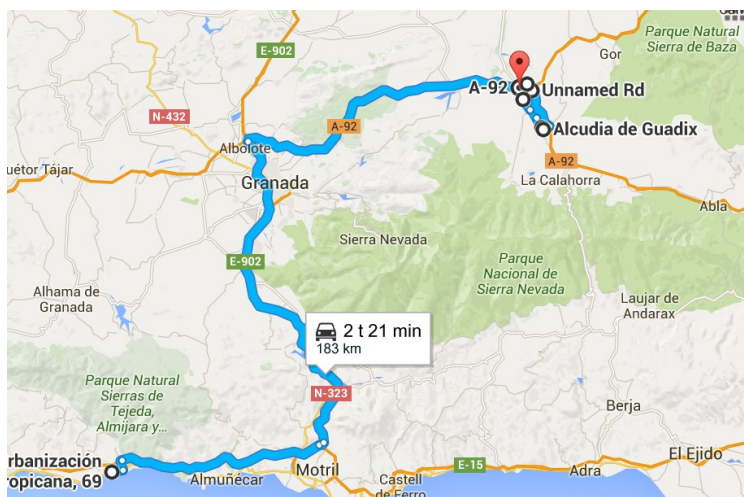 Parque Natural
Sierra de Baza
Gor
E-902
A-92
Unnamed Rd
N-432
A-92
Alcudia de Guadix
Albolote
A-92
uétor Tájar
La Calahorra
Granada
Abla
Sierra Nevada
Parque
Nacional de
Sierra Nevada
E-902
Alhama de
Granada
Laujar de
Andarax
2 t 21 min
183 km
Parque Natural
Sierras de
Tejeda,
Almijara y...
N-323
Berja
rbanización
ropicana, 69
El Ejido
Almuñécar
Motril
E-15
Adra
Castell
de Ferro